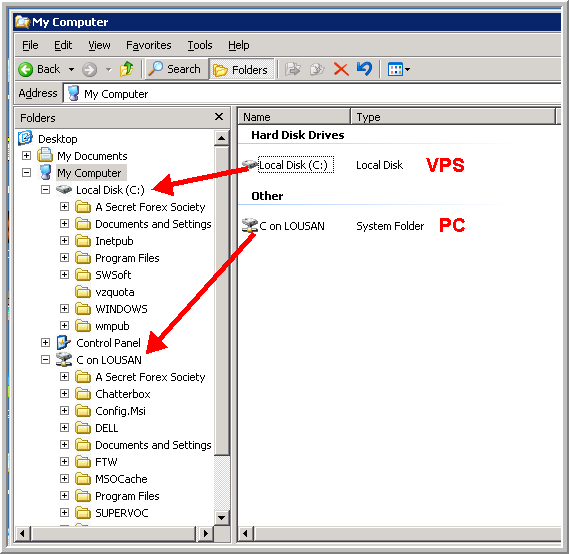 My Computer
File Edit View Favorites Tools Help
Back Search Folders
Address My Computer
Folders
Desktop
My Documents
My Computer
Local Disk (C:)
A Secret Forex Society
Documents and Settings
Inetpub
Program Files
SWSoft
vzquota
WINDOWS
wmpub
Control Panel
C on LOUSAN
A Secret Forex Society
Chatterbox
Config.Msi
DELL
Documents and Settings
FTW
MSOCache
Program Files
SUPERVOC
Name Type
Hard Disk Drives
Local Disk (C:) Local Disk VPS
Other
C on LOUSAN System Folder PC